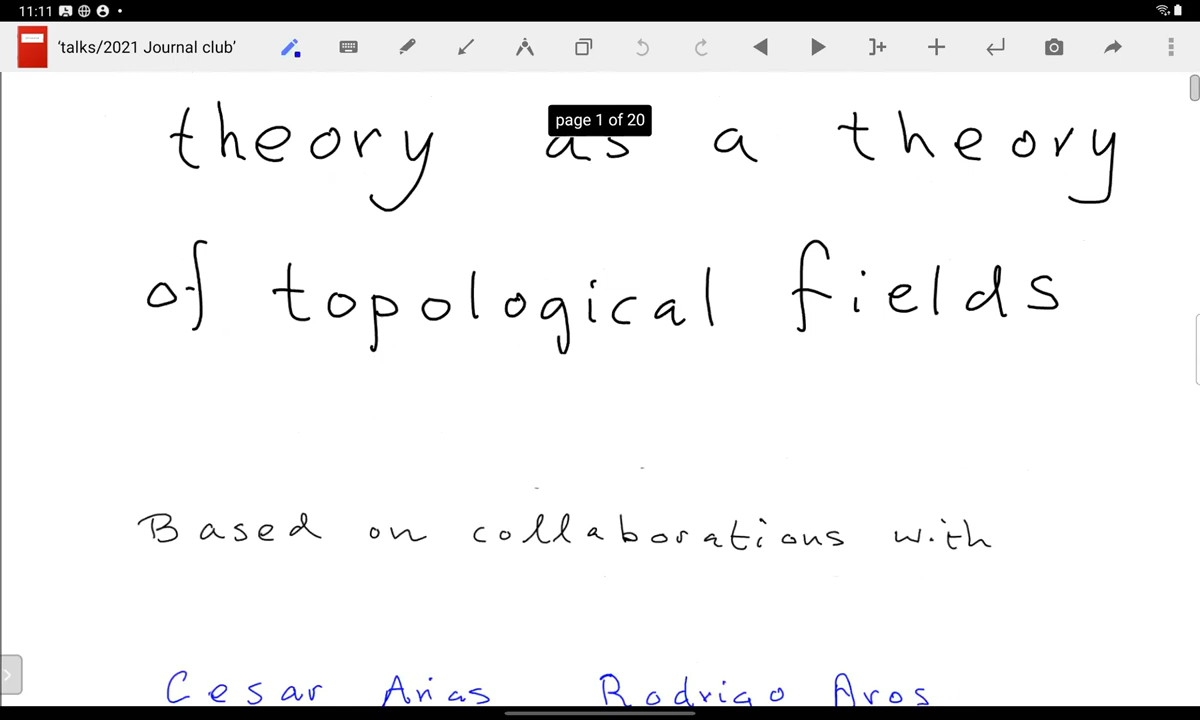 11:11
'talks/2021 Journal club'
page 1 of 20
theory as a theory
of topological fields
Based on collaborations with
Cesar Arias Rodrigo Aros